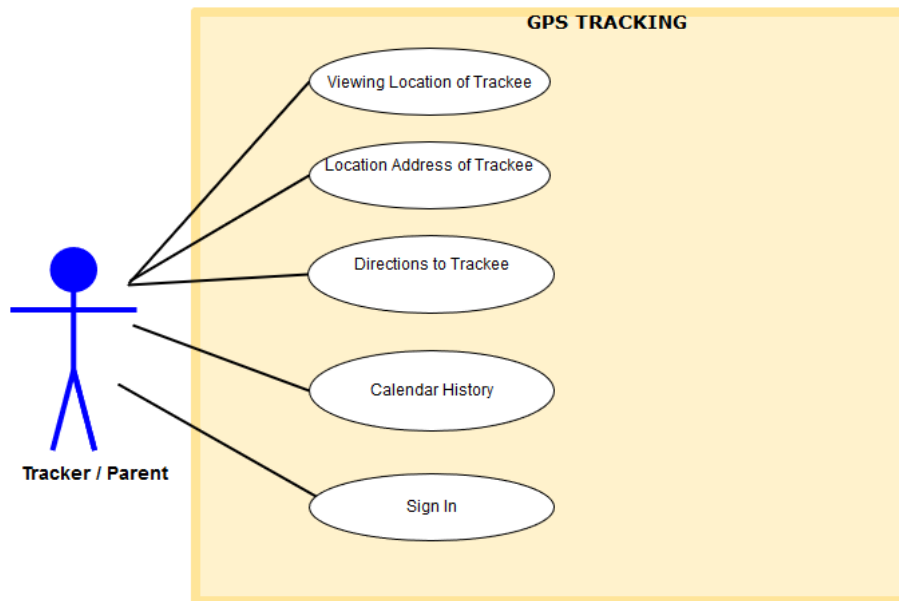 GPS TRACKING
Viewing Location of Trackee
Location Address of Trackee
Directions to Trackee
Calendar History
Tracker / Parent
Sign In